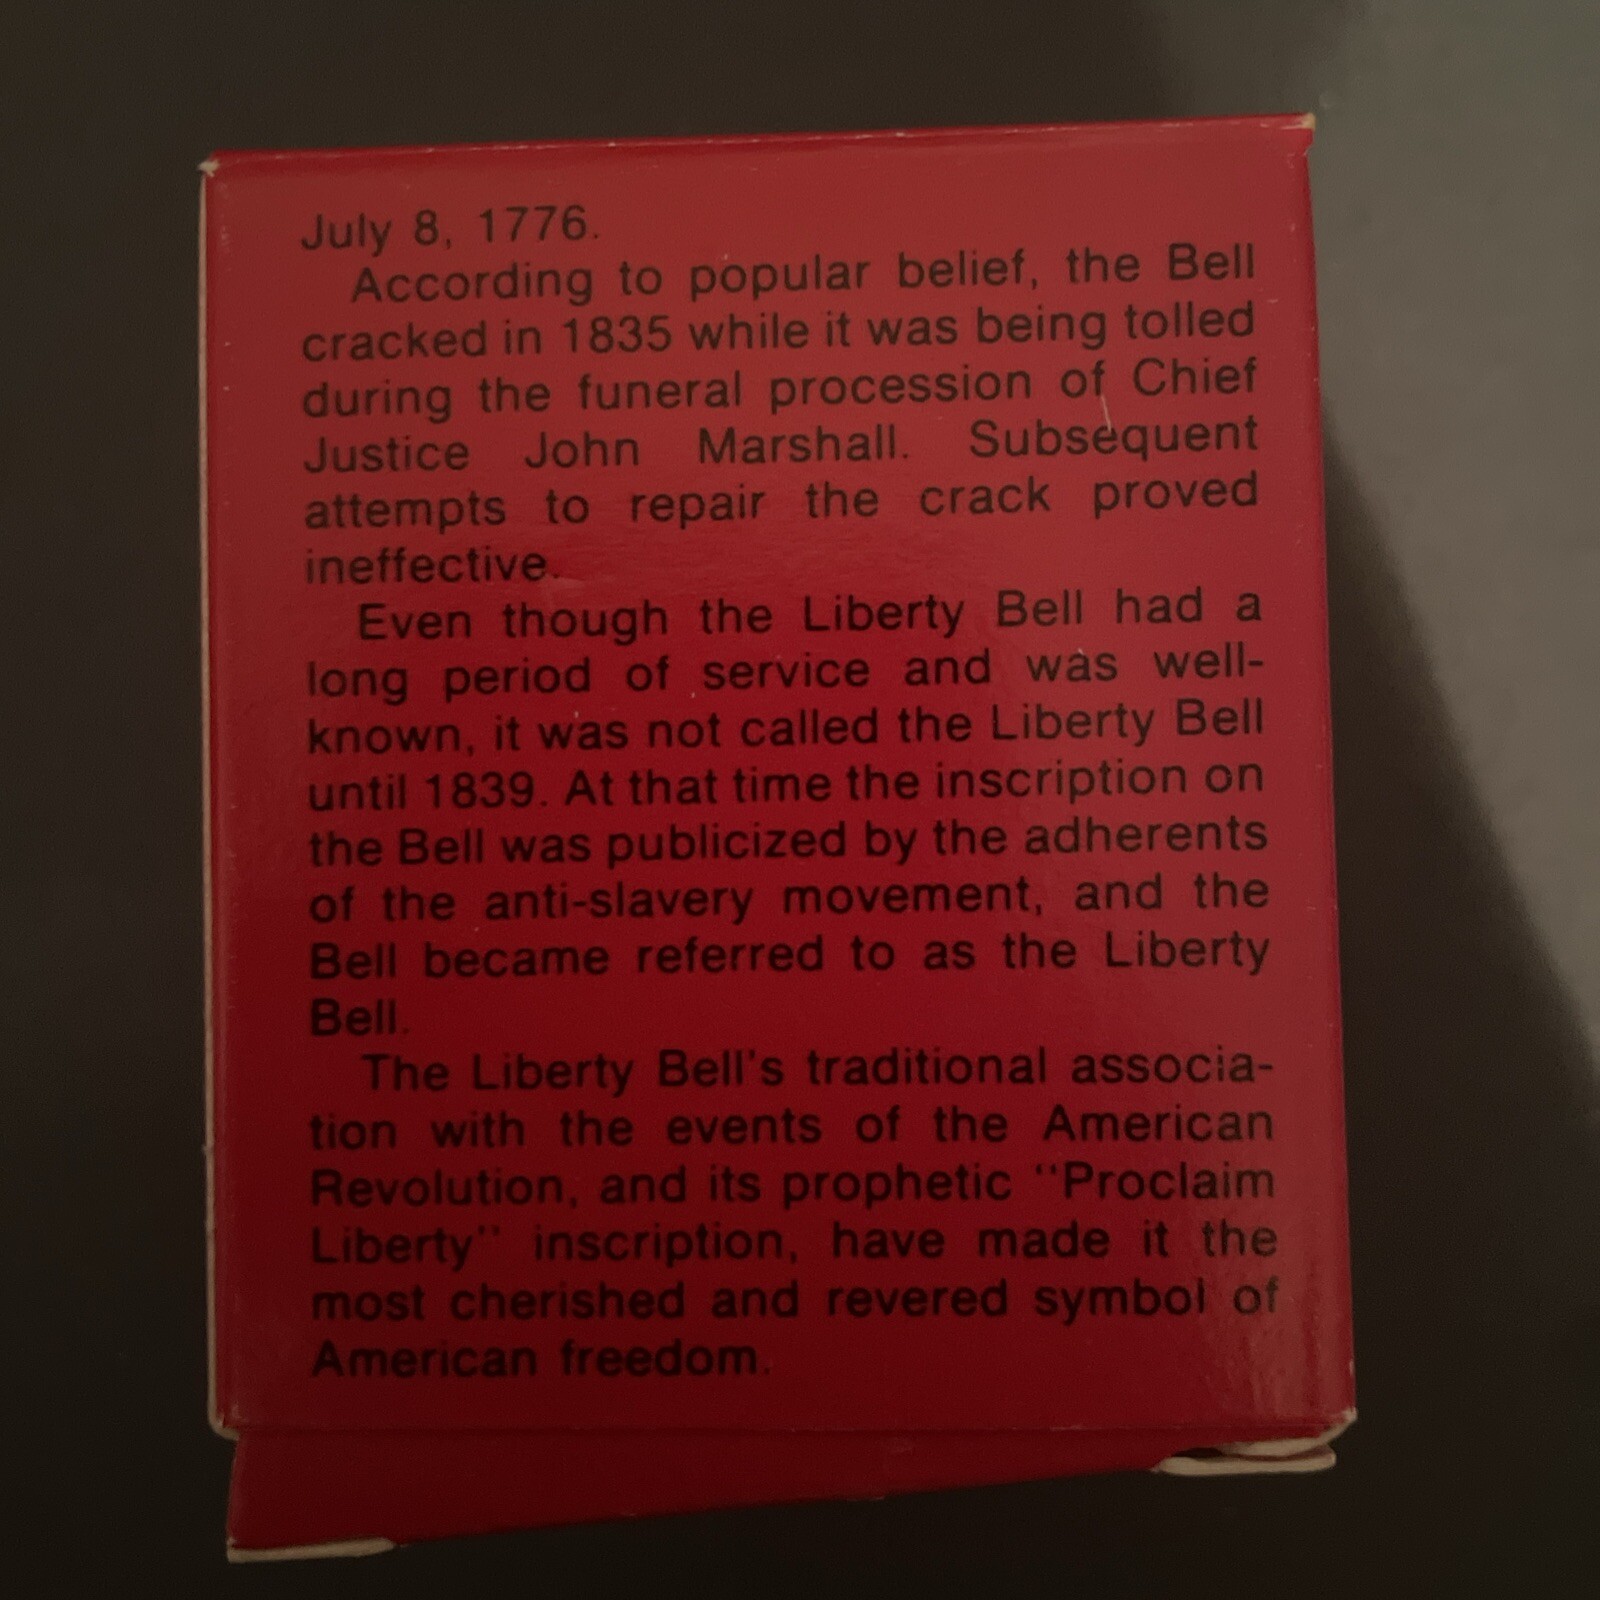 July 8, 1776.
According to popular belief, the Bell
cracked in 1835 while it was being tolled
during the funeral procession of Chief
Justice John Marshall. Subsequent
attempts to repair the crack proved
ineffective.
Even though the Liberty Bell had a
long period of service and was well-
known, it was not called the Liberty Bell
until 1839. At that time the inscription on
the Bell was publicized by the adherents
of the anti-slavery movement, and the
Bell became referred to as the Liberty
Bell.
The Liberty Bell's traditional associa-
tion with the events of the American
Revolution, and its prophetic "Proclaim
Liberty" inscription, have made it the
most cherished and revered symbol of
American freedom.